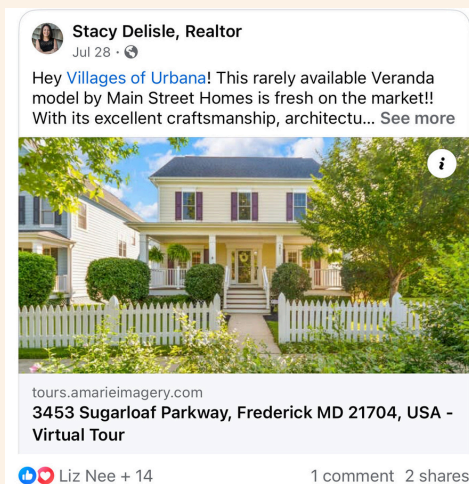 Stacy Delisle, Realtor
Jul 28 ·
Hey Villages of Urbana! This rarely available Veranda
model by Main Street Homes is fresh on the market!!
With its excellent craftsmanship, architectu... See more
i
tours.amarieimagery.com
3453 Sugarloaf Parkway, Frederick MD 21704, USA -
Virtual Tour
Liz Nee + 14 1 comment 2 shares